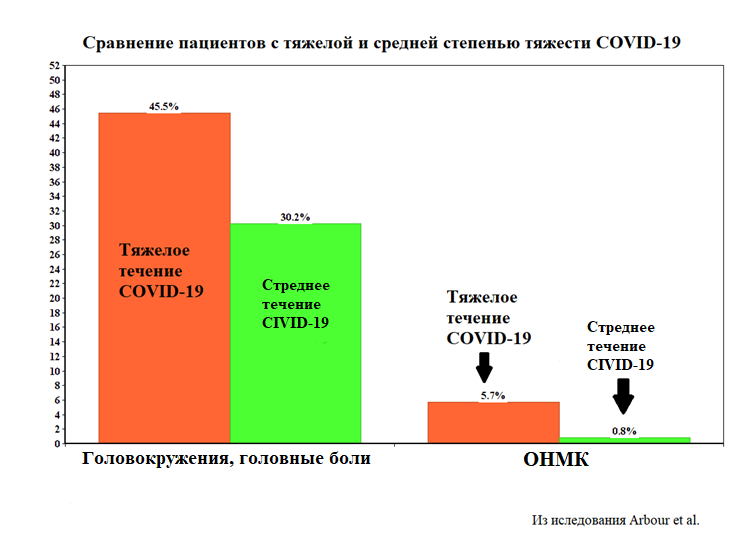 Сравнение пациентов с тяжелой и средней степенью тяжести COVID-19
52
50
48
46
44
42
40
38
36
34
32
30
28
26
24
22
20
18
16
14
12
10
8
6
4
2
0
45.5%
30.2%
Тяжелое
течение
COVID-19
Стреднее
течение
CIVID-19
Тяжелое
течение
COVID-19
5.7%
Стреднее
течение
CIVID-19
0.8%
Головокружения, головные боли
ОНМК
Из иследования Arbour et al.